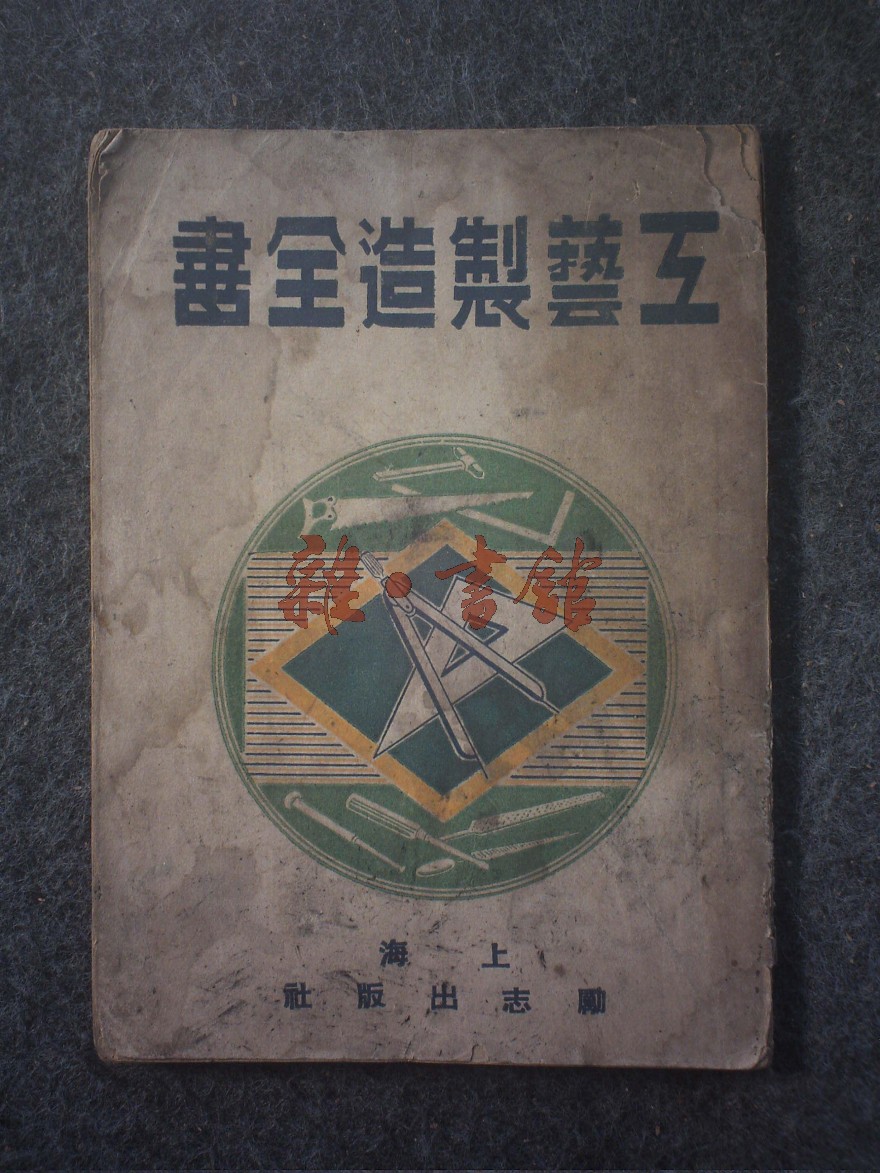 工藝製造全書
雜·書館
上海
勵志出版社